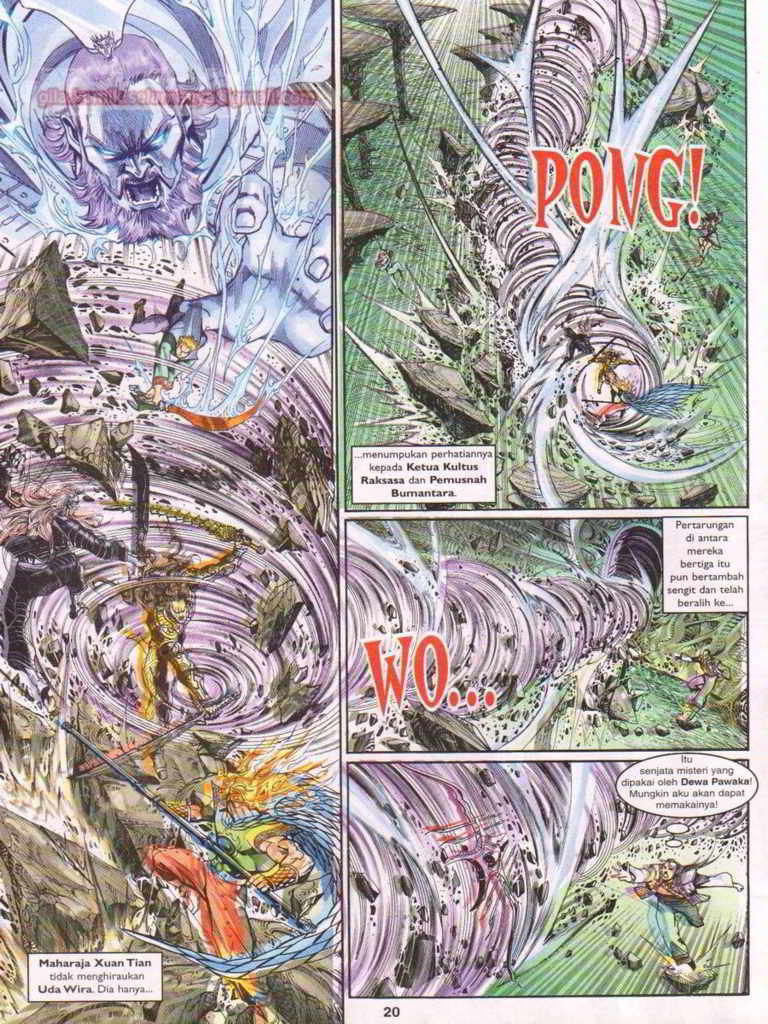 Maharaja Xuan Tian
tidak menghiraukan
Uda Wira. Dia hanya...
PONG!
...menumpukan perhatiannya
kepada Ketua Kultus
Raksasa dan Pemusnah
Bumantara.
Pertarungan
di antara
mereka
bertiga itu
pun bertambah
sengit dan telah
beralih ke...
WO...
Itu
senjata misteri yang
dipakai oleh Dewa Pawaka!
Mungkin aku akan dapat
memakainya!
20